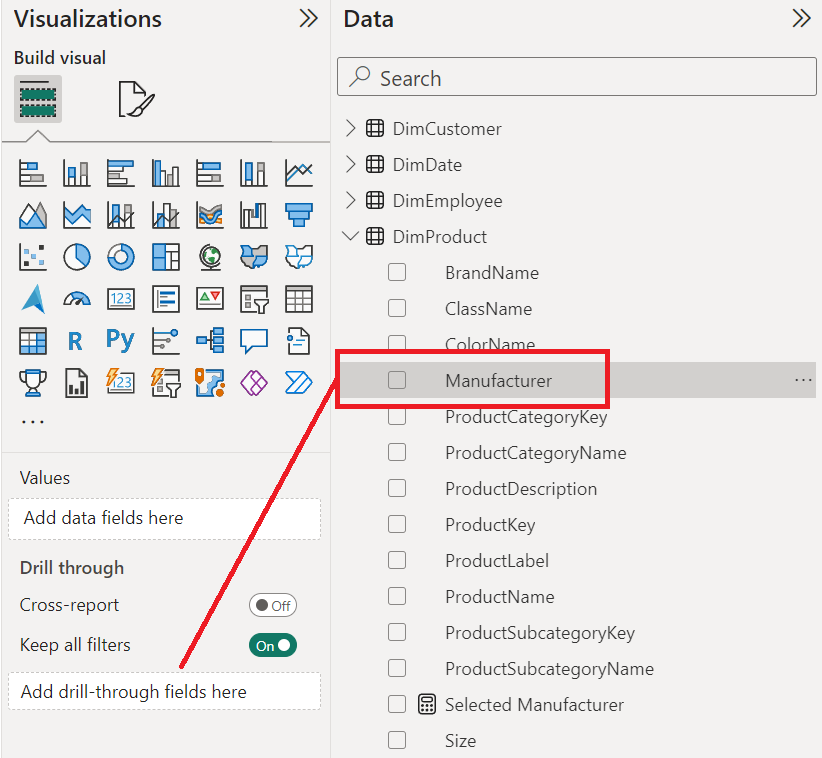 Visualizations
Build visual
123
R
Py
123
...
Values
Add data fields here
Drill through
Cross-report
Off
Keep all filters
On
Add drill-through fields here
Data
Search
DimCustomer
DimDate
DimEmployee
DimProduct
BrandName
ClassName
ColorName
Manufacturer
...
ProductCategoryKey
ProductCategoryName
ProductDescription
ProductKey
ProductLabel
ProductName
ProductSubcategoryKey
ProductSubcategoryName
Selected Manufacturer
Size